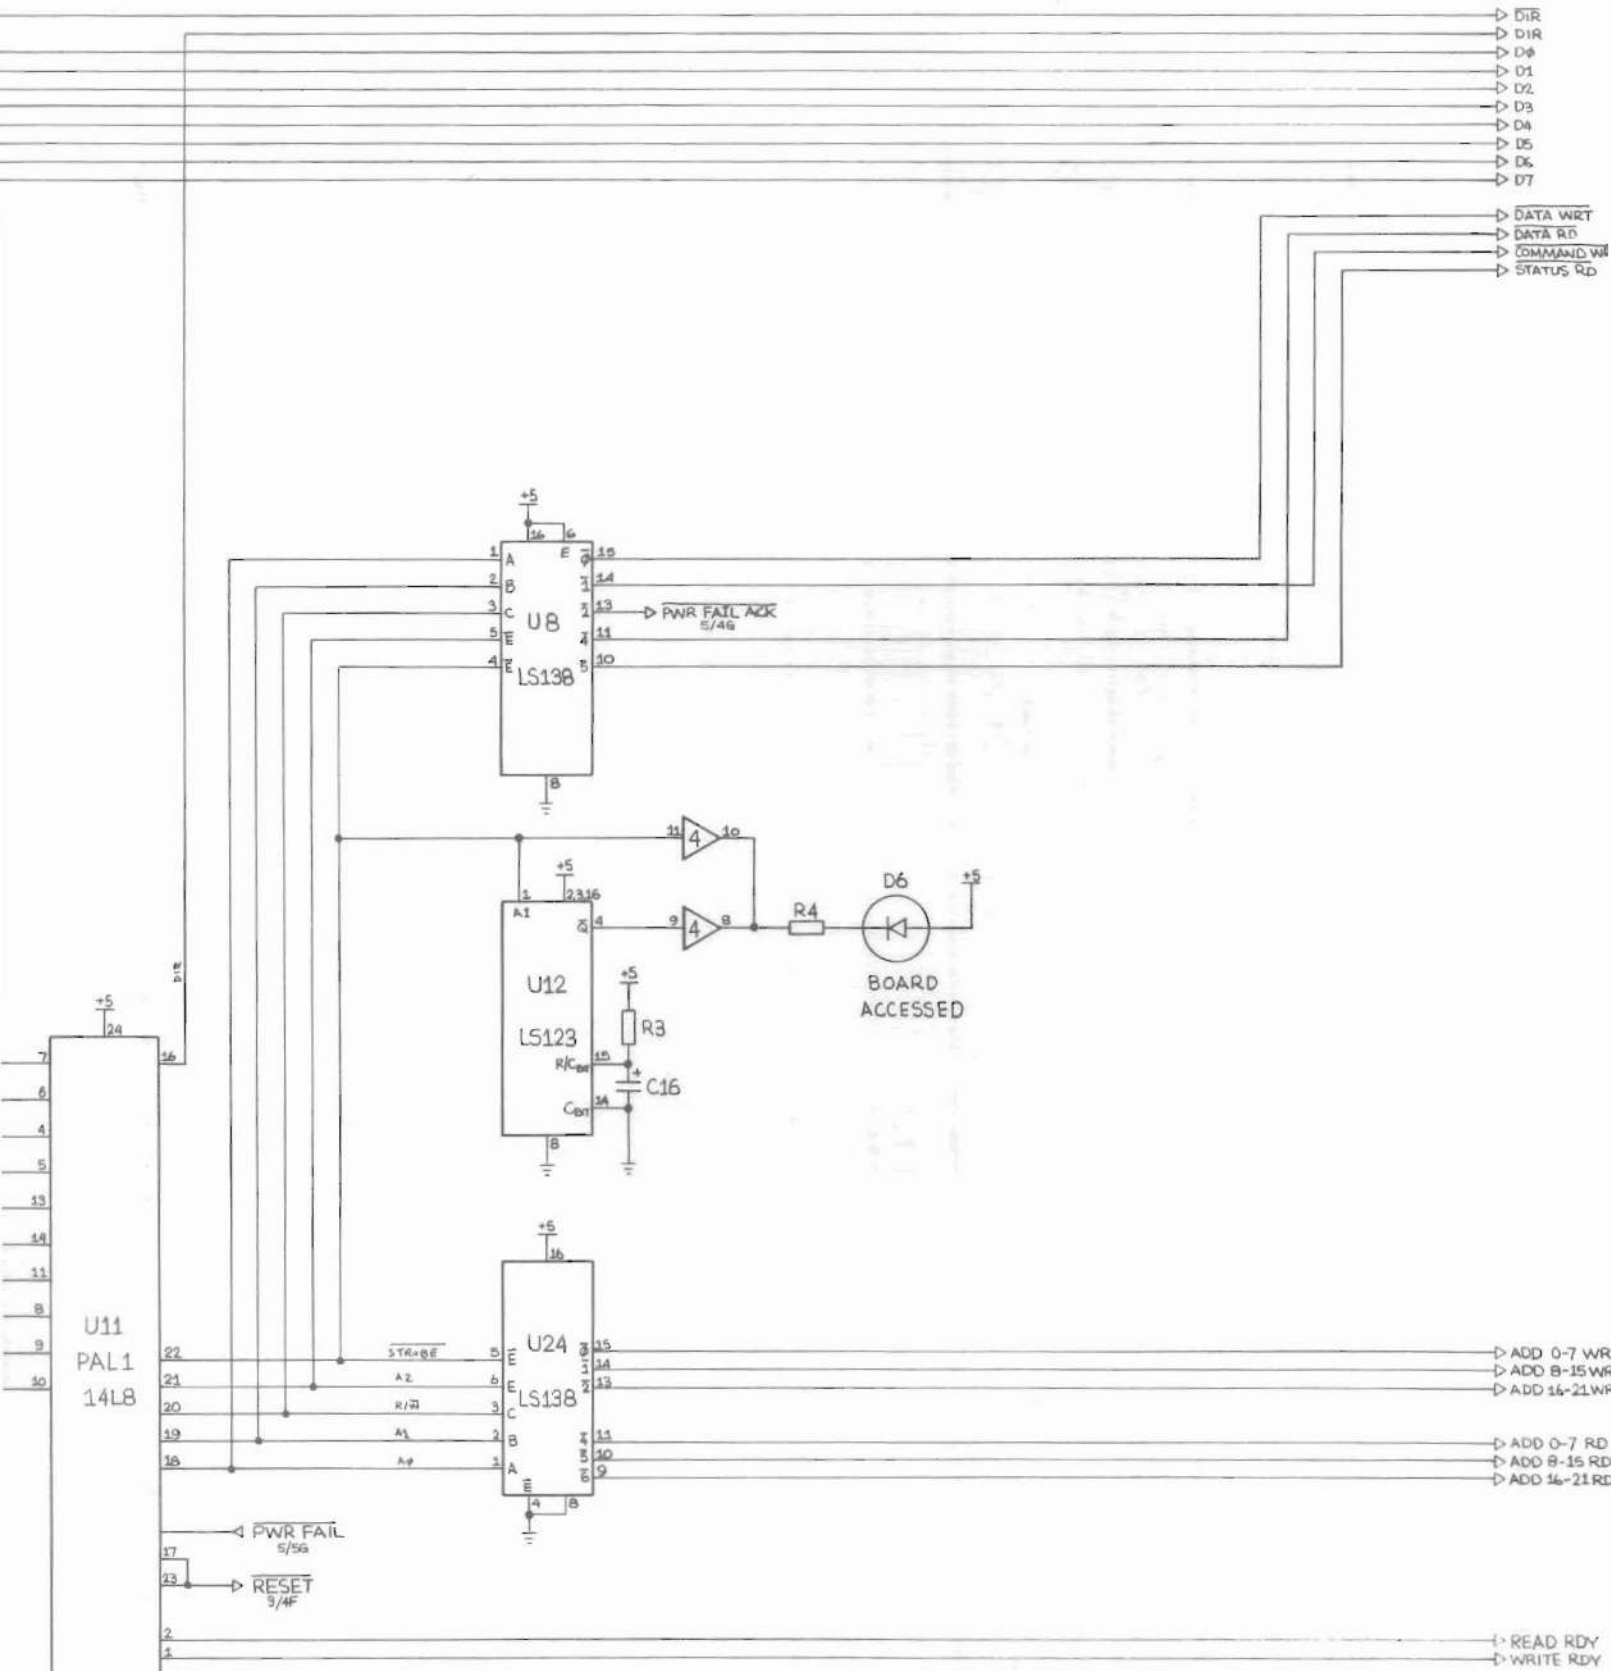 DIR
DIR
DØ
D1
D2
D3
D4
D5
D6
D7
DATA WRT
DATA RD
COMMAND WR
STATUS RD
+5
16 6
1 A E Ø 15
2 B 1 14
3 C 2 13 PWR FAIL ACK
5/4G
U8
5 E 4 11
4 E 5 10
LS138
8
11 4 10
+5
1 2,3,16
A1
D6 +5
Q 4 9 4 8 R4
U12 +5
BOARD
ACCESSED
LS123 R3
R/CEXT 15
+ C16
CEXT 14
8
DIR
+5
24
7 16
6
4
5
13
14
11
8
9
10
U11
PAL1
14L8
+5
16
U24
LS138
22 STROBE 5 E
21 A2 6 E
20 R/W 3 C
19 A1 2 B
18 AØ 1 A
E
4 8
Ø 15 ADD 0-7 WR
1 14 ADD 8-15 WR
2 13 ADD 16-21 WR
4 11 ADD 0-7 RD
5 10 ADD 8-15 RD
6 9 ADD 16-21 RD
PWR FAIL
5/5G
17
23 RESET
9/4F
2 READ RDY
1 WRITE RDY